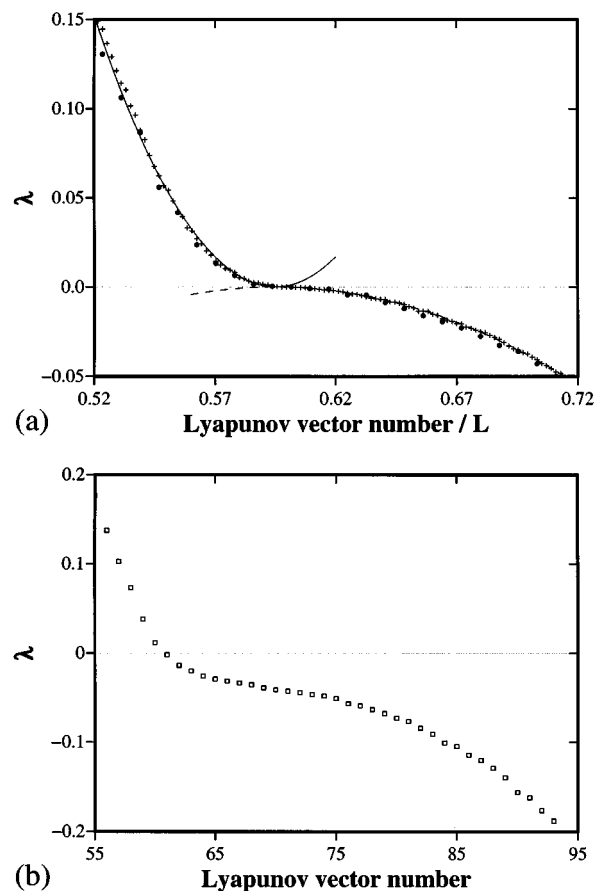 0.15
0.10
0.05
0.0
−0.05
λ
0.52 0.57 0.62 0.67 0.72
(a) Lyapunov vector number / L
0.2
0.1
0
−0.1
−0.2
λ
55 65 75 85 95
(b) Lyapunov vector number